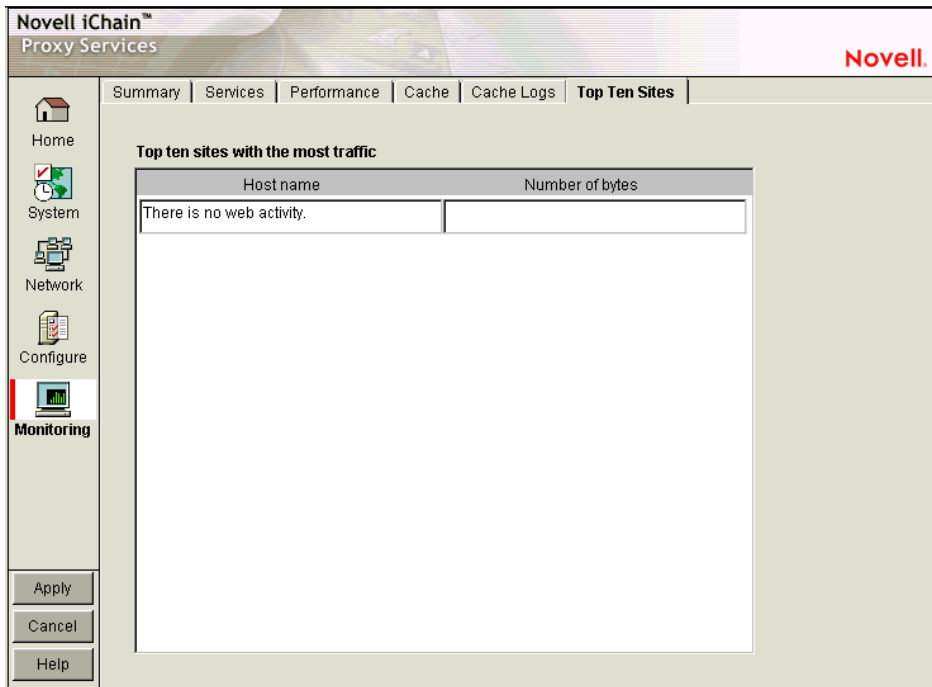 Novell iChain™
Proxy Services
Novell.
Summary Services Performance Cache Cache Logs Top Ten Sites
Home
System
Network
Configure
Monitoring
Top ten sites with the most traffic
Host name Number of bytes
There is no web activity.
Apply
Cancel
Help